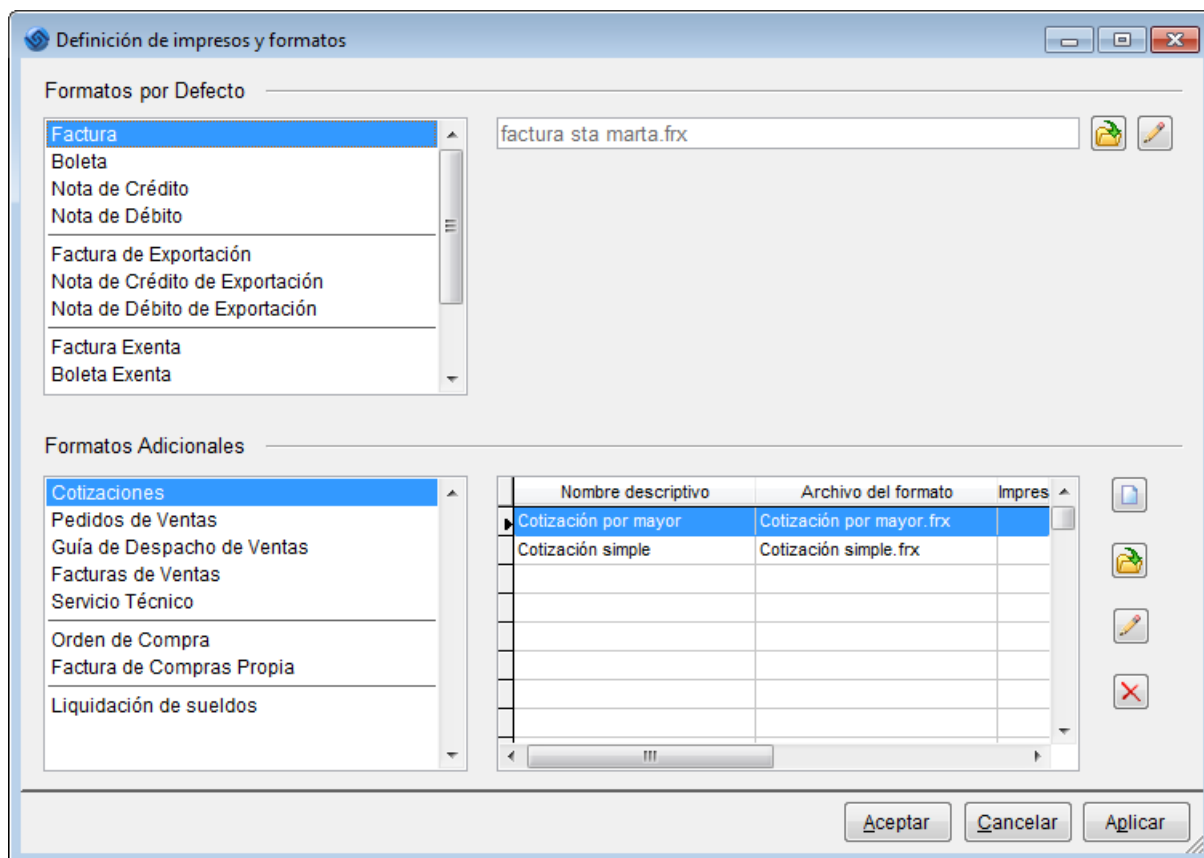 Definición de impresos y formatos
Formatos por Defecto
Factura
Boleta
Nota de Crédito
Nota de Débito
Factura de Exportación
Nota de Crédito de Exportación
Nota de Débito de Exportación
Factura Exenta
Boleta Exenta
factura sta marta.frx
Formatos Adicionales
Cotizaciones
Pedidos de Ventas
Guía de Despacho de Ventas
Facturas de Ventas
Servicio Técnico
Orden de Compra
Factura de Compras Propia
Liquidación de sueldos
Nombre descriptivo Archivo del formato Impres
Cotización por mayor Cotización por mayor.frx
Cotización simple Cotización simple.frx
Aceptar Cancelar Aplicar